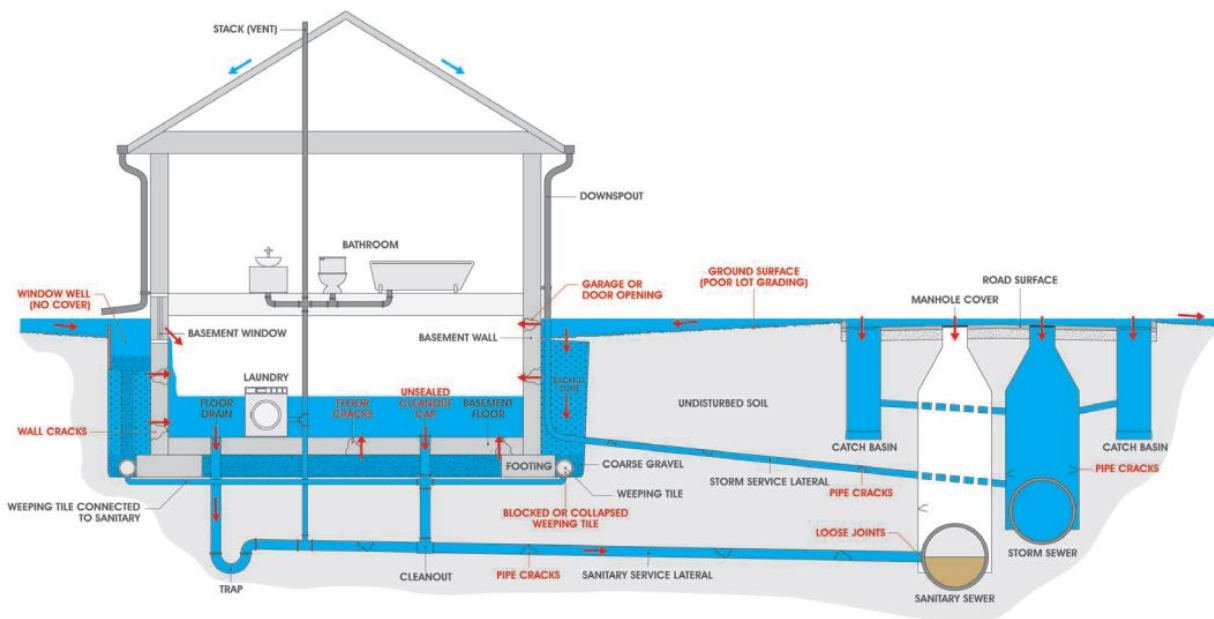 STACK (VENT)
DOWNSPOUT
BATHROOM
WINDOW WELL
(NO COVER)
BASEMENT WINDOW
GARAGE OR
DOOR OPENING
GROUND SURFACE
(POOR LOT GRADING)
ROAD SURFACE
MANHOLE COVER
BASEMENT WALL
LAUNDRY
FLOOR
DRAIN
FLOOR
CRACKS
UNSEALED
CLEANOUT
CAP
BASEMENT
FLOOR
BACKFILL
ZONE
UNDISTURBED SOIL
WALL CRACKS
CATCH BASIN
CATCH BASIN
FOOTING
COARSE GRAVEL
WEEPING TILE
STORM SERVICE LATERAL
PIPE CRACKS
PIPE CRACKS
WEEPING TILE CONNECTED
TO SANITARY
BLOCKED OR COLLAPSED
WEEPING TILE
LOOSE JOINTS
STORM SEWER
TRAP
CLEANOUT
PIPE CRACKS
SANITARY SERVICE LATERAL
SANITARY SEWER